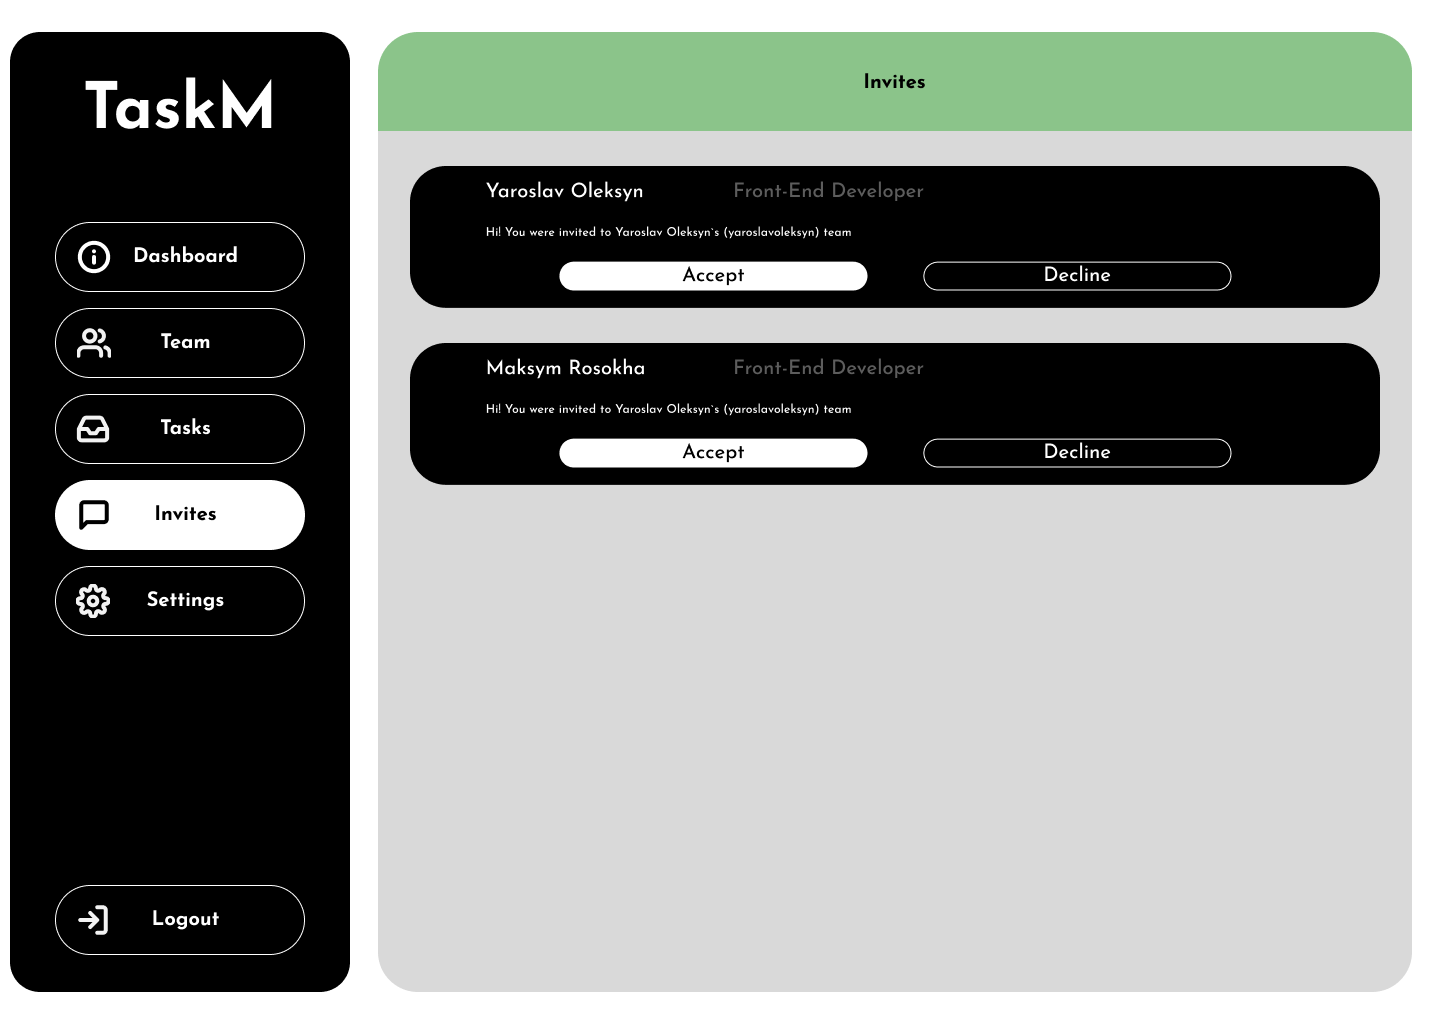 TaskM
Dashboard
Team
Tasks
Invites
Settings
Logout
Invites
Yaroslav Oleksyn Front-End Developer
Hi! You were invited to Yaroslav Oleksyn`s (yaroslavoleksyn) team
Accept Decline
Maksym Rosokha Front-End Developer
Hi! You were invited to Yaroslav Oleksyn`s (yaroslavoleksyn) team
Accept Decline